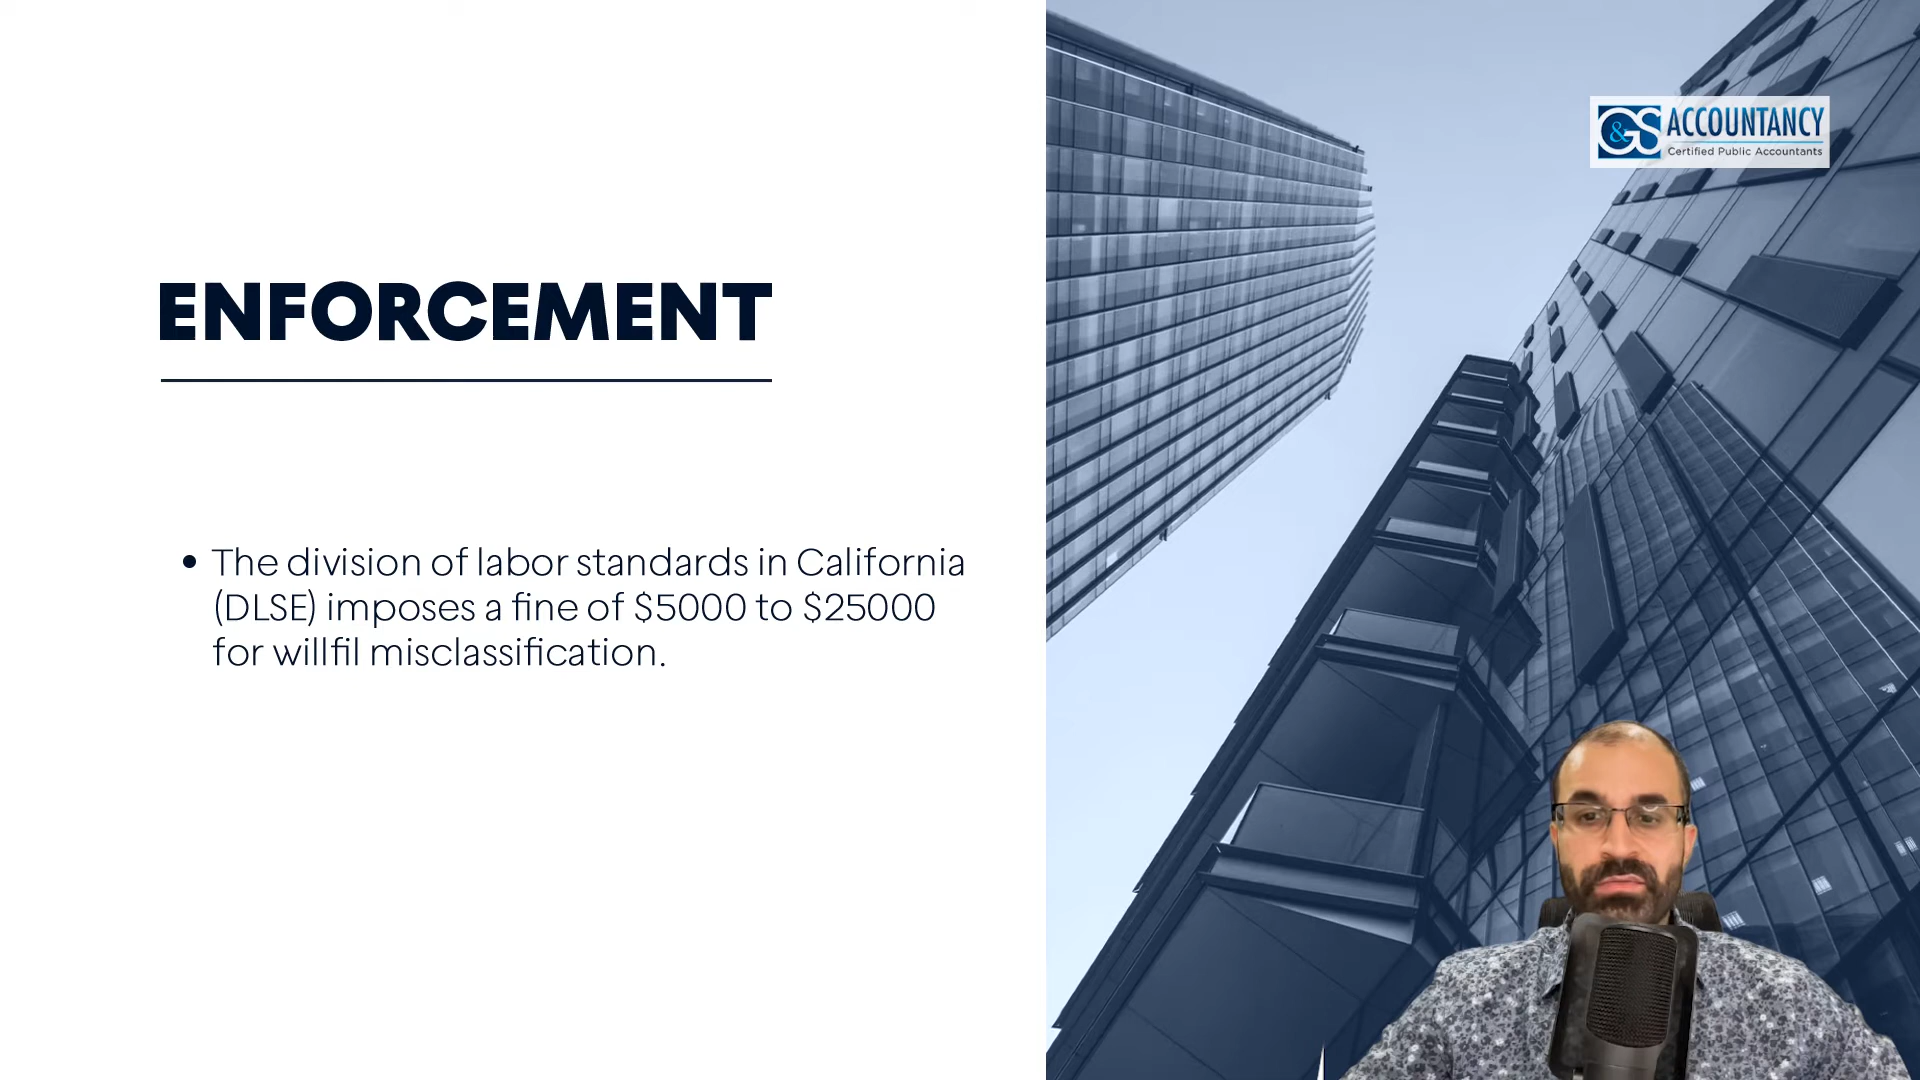 &GS ACCOUNTANCY
Certified Public Accountants
ENFORCEMENT
• The division of labor standards in California
(DLSE) imposes a fine of $5000 to $25000
for willfil misclassification.